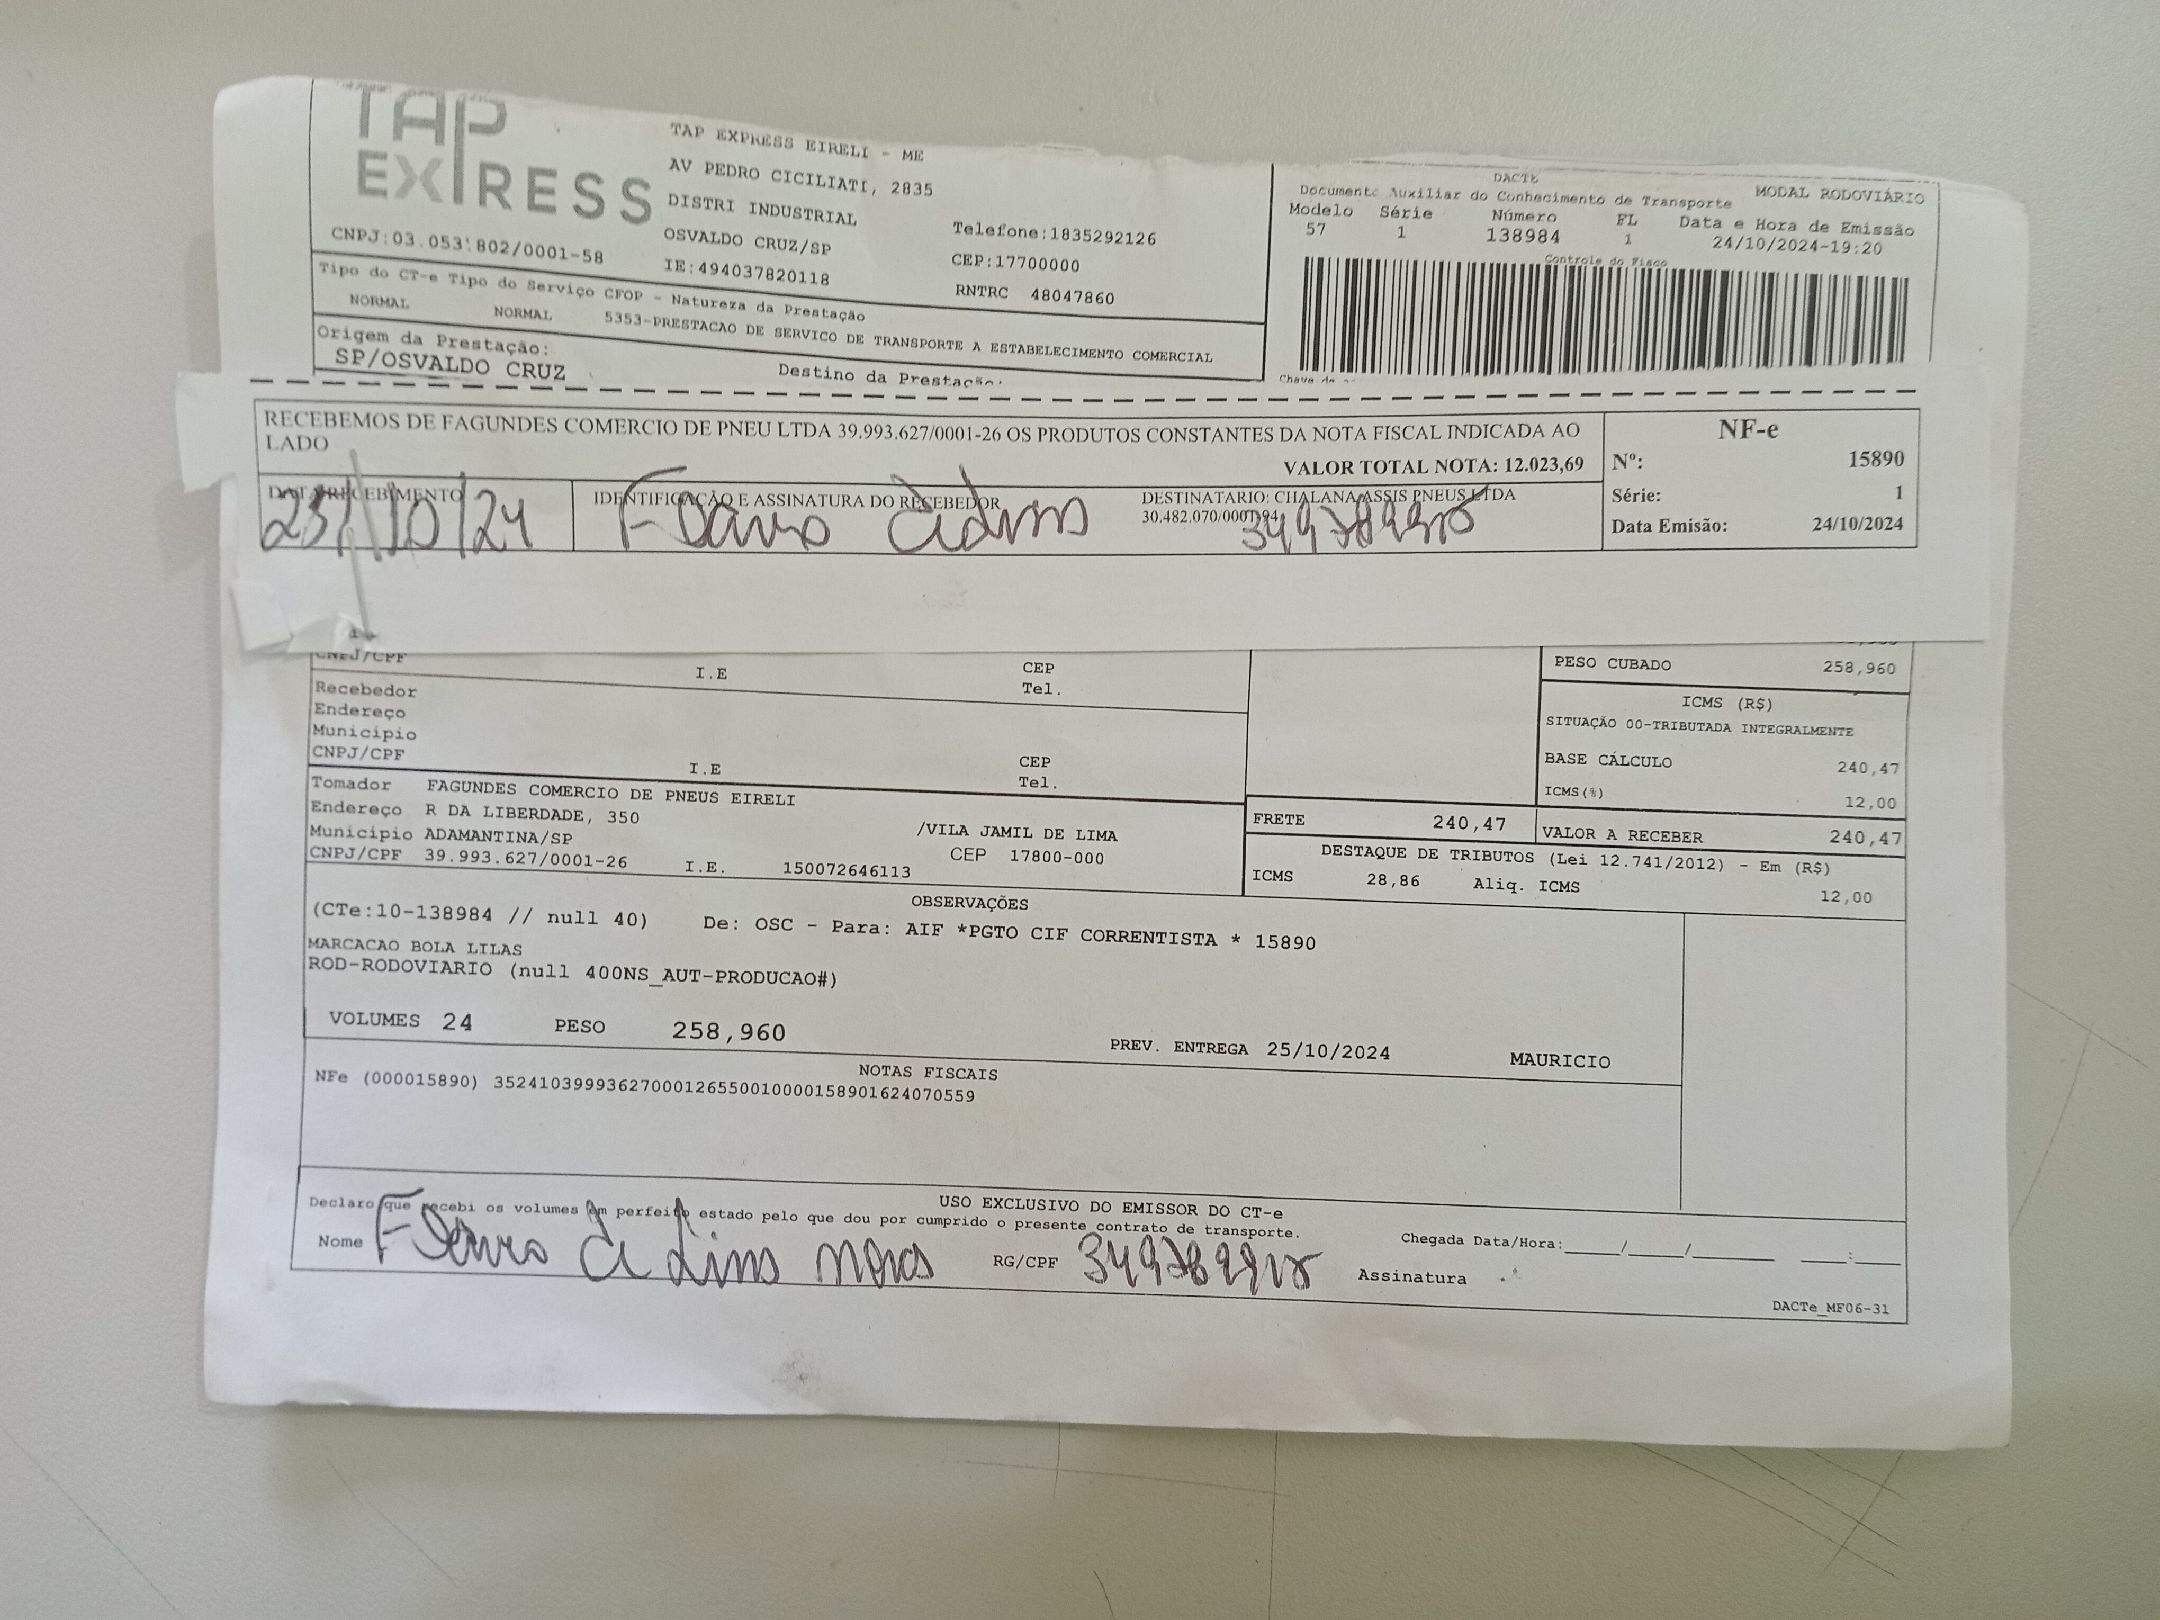 TAP
EXPRESS
CNPJ:03.053.802/0001-58
TAP EXPRESS EIRELI - ME
AV PEDRO CICILIATI, 2835
DISTRI INDUSTRIAL
OSVALDO CRUZ/SP
IE:494037820118
Telefone:1835292126
CEP:17700000
RNTRC 48047860
DACTE
Documento Auxiliar do Conhecimento de Transporte
MODAL RODOVIÁRIO
Modelo Série Número FL Data e Hora de Emissão
57 1 138984 1 24/10/2024-19:20
Controle do Fisco
Tipo do CT-e Tipo do Serviço CFOP - Natureza da Prestação
NORMAL NORMAL 5353-PRESTACAO DE SERVICO DE TRANSPORTE A ESTABELECIMENTO COMERCIAL
Origem da Prestação:
SP/OSVALDO CRUZ
Destino da Prestação:
Chave de
RECEBEMOS DE FAGUNDES COMERCIO DE PNEU LTDA 39.993.627/0001-26 OS PRODUTOS CONSTANTES DA NOTA FISCAL INDICADA AO
LADO
VALOR TOTAL NOTA: 12.023,69
DATA RECEBIMENTO
25/10/24
IDENTIFICAÇÃO E ASSINATURA DO RECEBEDOR
DESTINATARIO: CHALANA ASSIS PNEUS LTDA
30.482.070/0001-94
NF-e
Nº: 15890
Série: 1
Data Emissão: 24/10/2024
CNPJ/CPF I.E CEP
Tel.
Recebedor
Endereço
Municipio
CNPJ/CPF I.E CEP
Tel.
PESO CUBADO 258,960
ICMS (R$)
SITUAÇÃO 00-TRIBUTADA INTEGRALMENTE
BASE CÁLCULO 240,47
ICMS(%) 12,00
Tomador FAGUNDES COMERCIO DE PNEUS EIRELI
Endereço R DA LIBERDADE, 350 /VILA JAMIL DE LIMA
Municipio ADAMANTINA/SP CEP 17800-000
CNPJ/CPF 39.993.627/0001-26 I.E. 150072646113
FRETE 240,47 VALOR A RECEBER 240,47
DESTAQUE DE TRIBUTOS (Lei 12.741/2012) - Em (R$)
ICMS 28,86 Aliq. ICMS 12,00
OBSERVAÇÕES
(CTe:10-138984 // null 40) De: OSC - Para: AIF *PGTO CIF CORRENTISTA * 15890
MARCACAO BOLA LILAS
ROD-RODOVIARIO (null 400NS_AUT-PRODUCAO#)
VOLUMES 24 PESO 258,960
PREV. ENTREGA 25/10/2024 MAURICIO
NOTAS FISCAIS
NFe (000015890) 35241039993627000126550010000158901624070559
USO EXCLUSIVO DO EMISSOR DO CT-e
Declaro que recebi os volumes em perfeito estado pelo que dou por cumprido o presente contrato de transporte.
Nome
RG/CPF
Chegada Data/Hora:_____/_____/_______ ____:____
Assinatura
DACTe_MF06-31